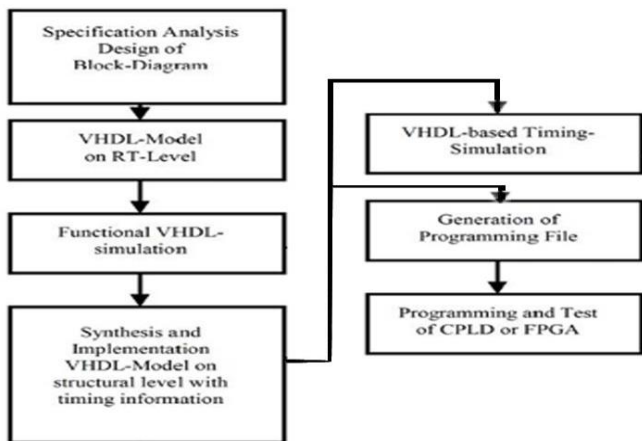 Specification Analysis
Design of
Block-Diagram
VHDL-Model
on RT-Level
Functional VHDL-
simulation
Synthesis and
Implementation
VHDL-Model on
structural level with
timing information
VHDL-based Timing-
Simulation
Generation of
Programming File
Programming and Test
of CPLD or FPGA